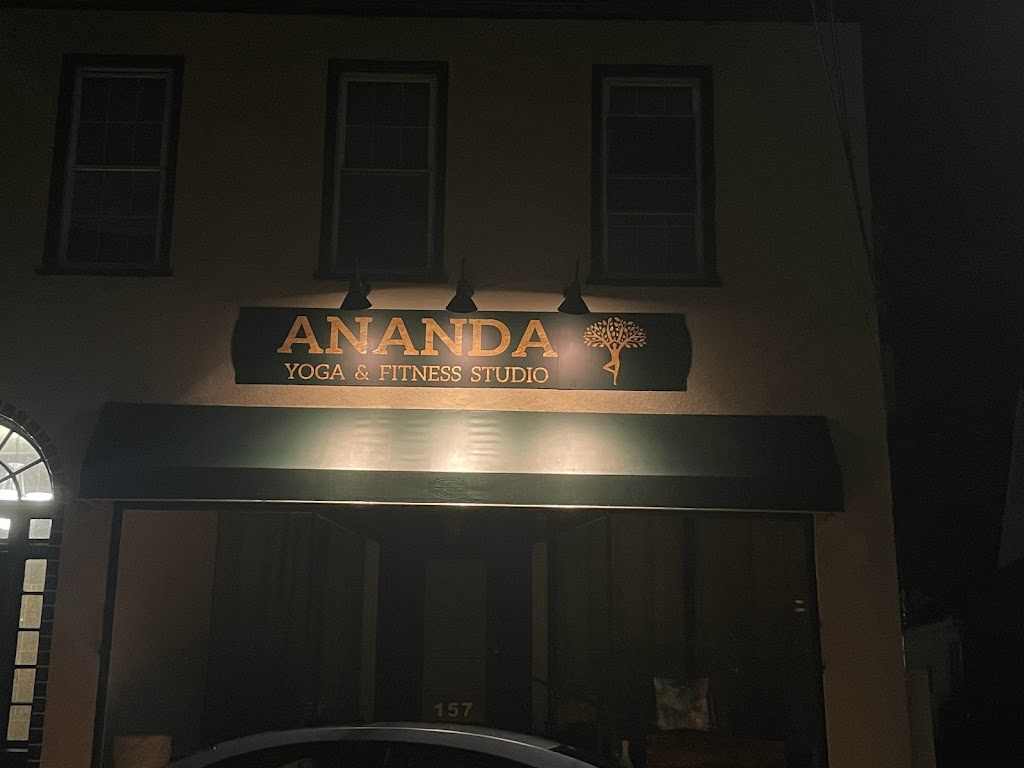 ANANDA
YOGA & FITNESS STUDIO
157